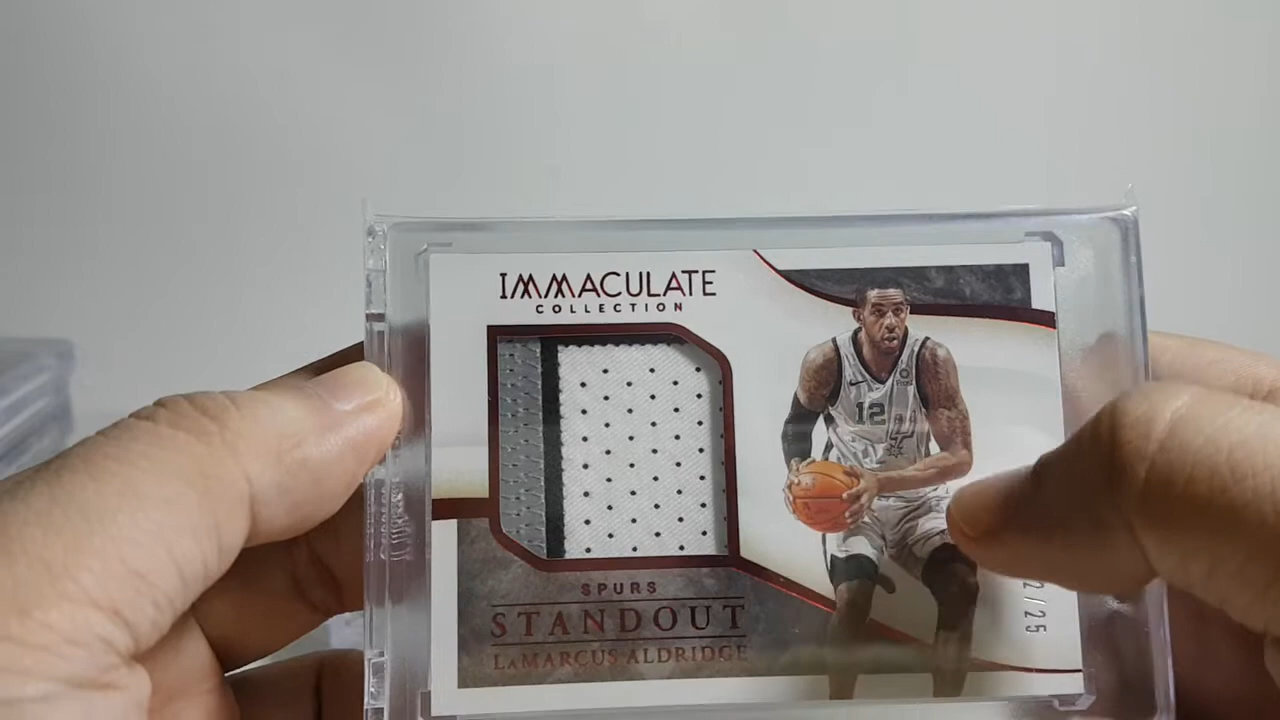 IMMACULATE
COLLECTION
12
SPURS
STANDOUT
LAMARCUS ALDRIDGE
2/25